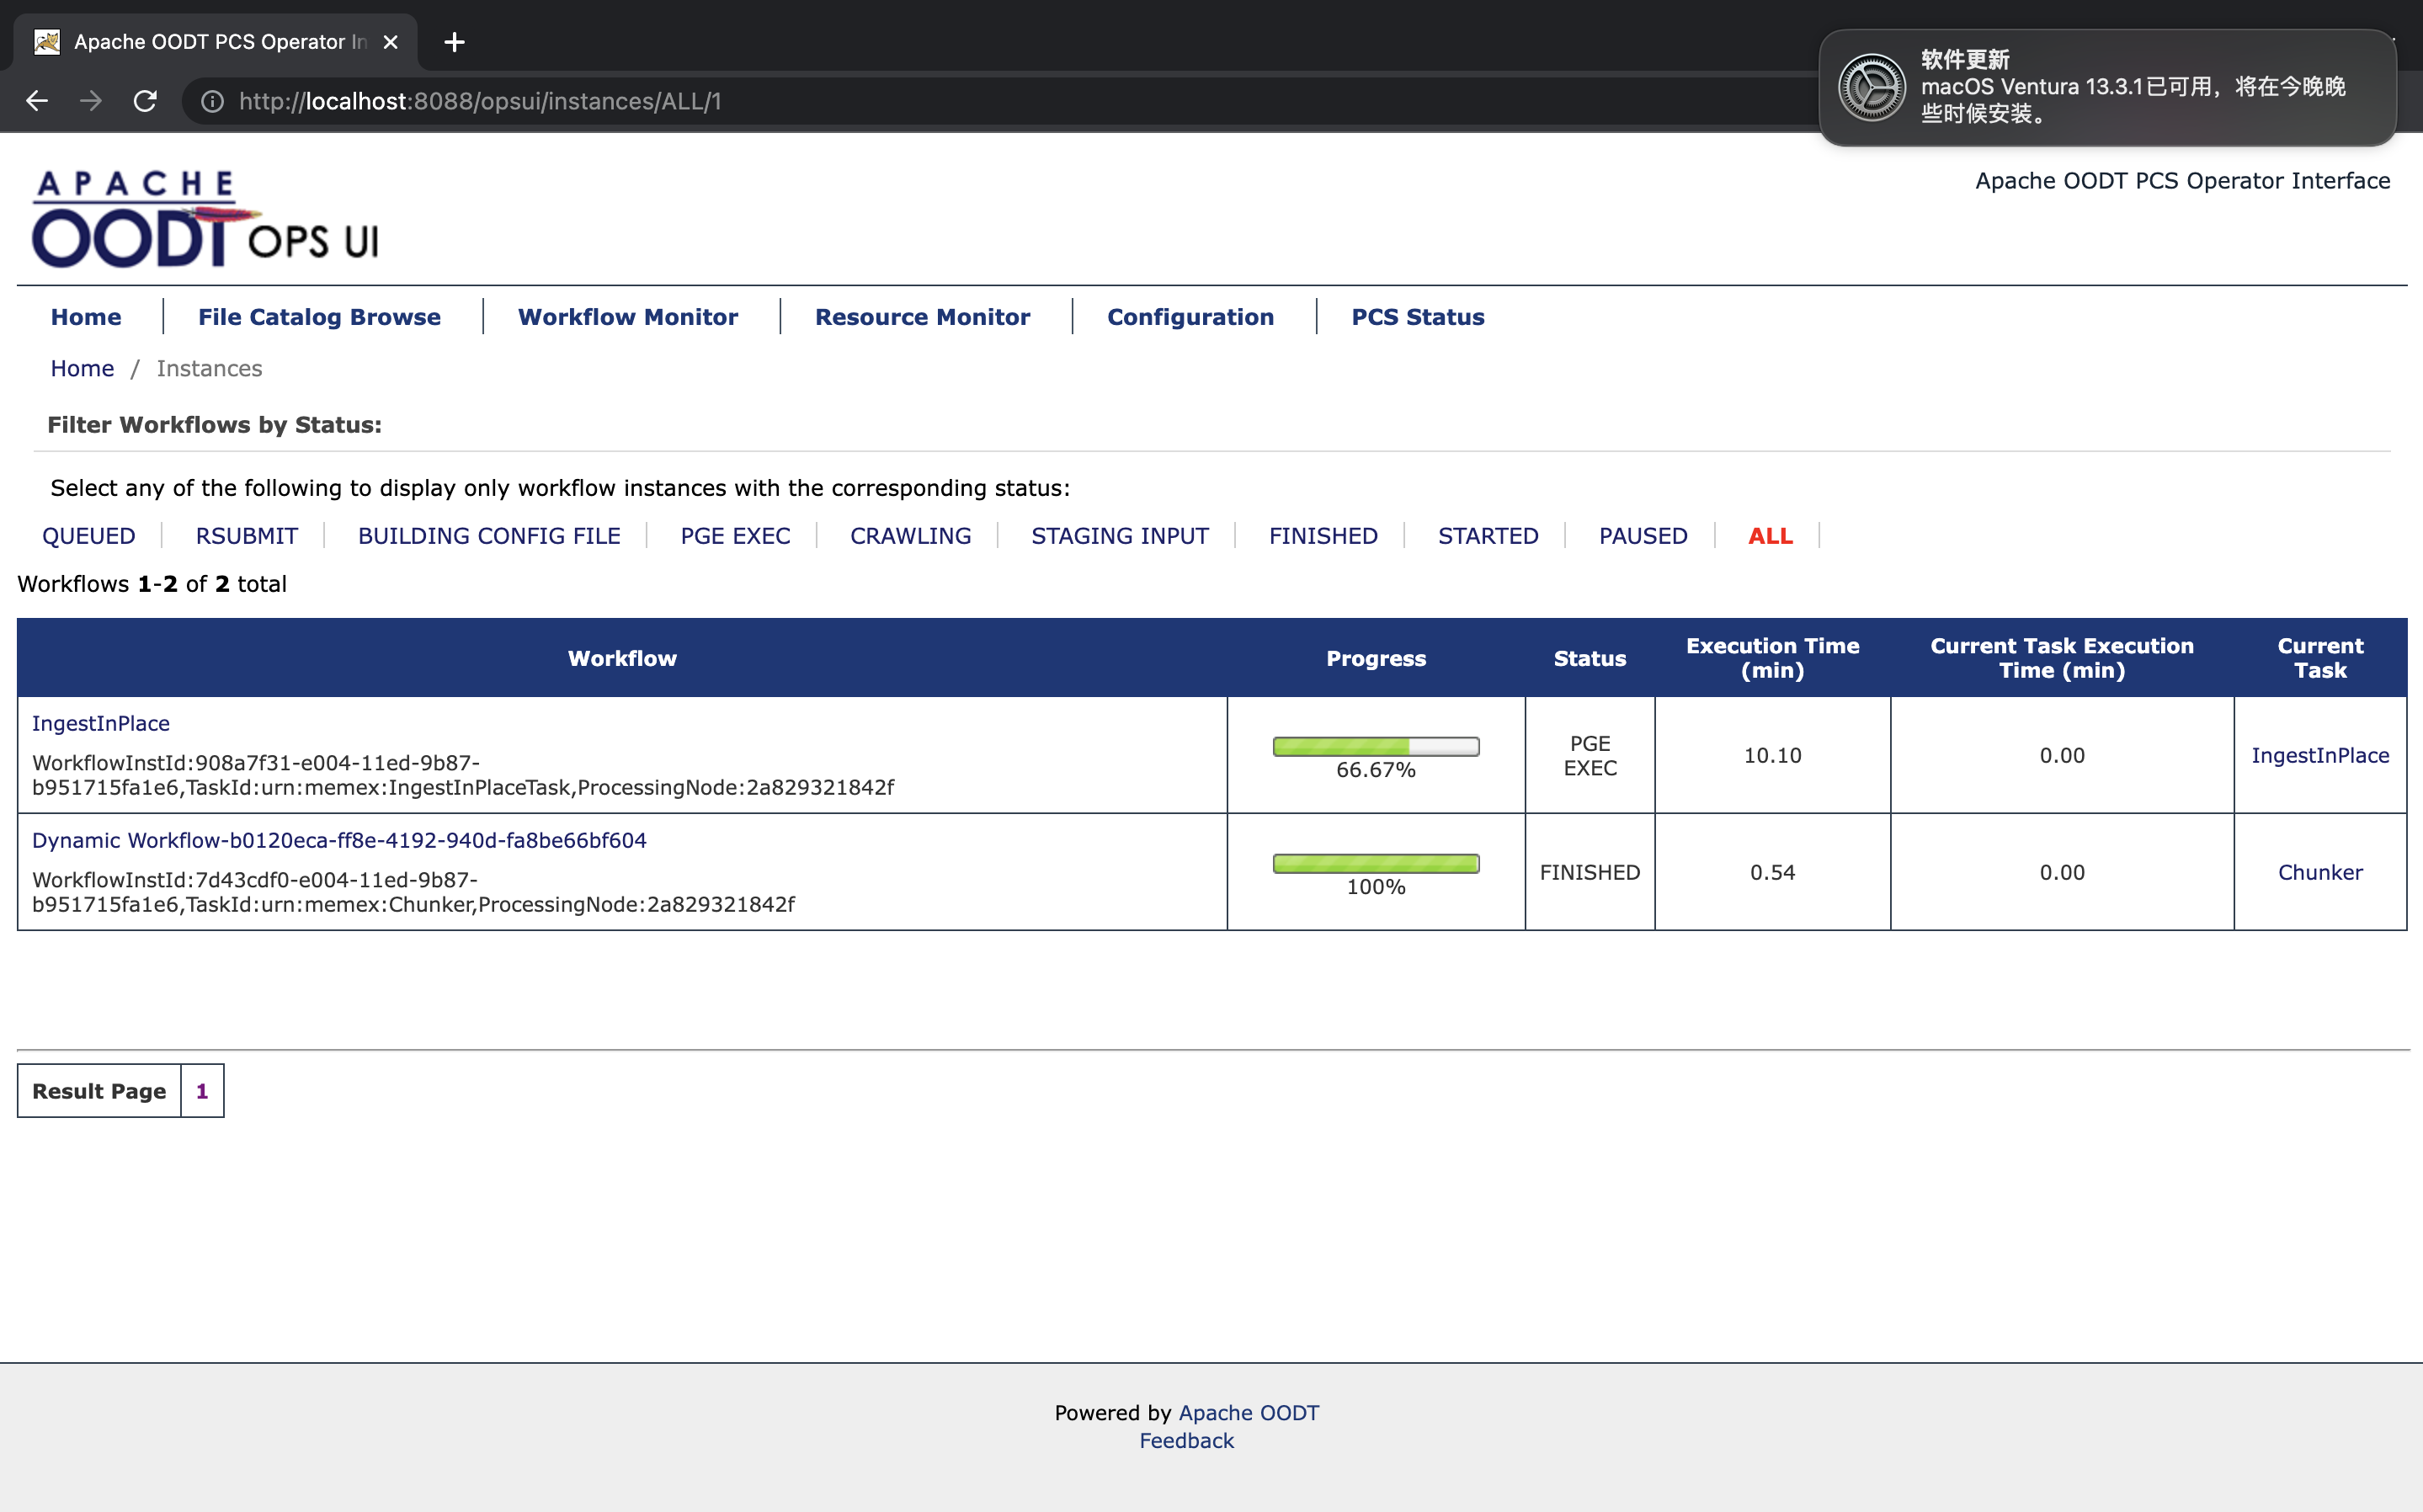 Apache OODT PCS Operator In
http://localhost:8088/opsui/instances/ALL/1
软件更新
macOS Ventura 13.3.1已可用，将在今晚晚
些时候安装。
APACHE
OODT OPS UI
Apache OODT PCS Operator Interface
Home File Catalog Browse Workflow Monitor Resource Monitor Configuration PCS Status
Home / Instances
Filter Workflows by Status:
Select any of the following to display only workflow instances with the corresponding status:
QUEUED RSUBMIT BUILDING CONFIG FILE PGE EXEC CRAWLING STAGING INPUT FINISHED STARTED PAUSED ALL
Workflows 1-2 of 2 total
Workflow Progress Status Execution Time (min) Current Task Execution Time (min) Current Task
IngestInPlace
WorkflowInstId:908a7f31-e004-11ed-9b87-
b951715fa1e6,TaskId:urn:memex:IngestInPlaceTask,ProcessingNode:2a829321842f
66.67%
PGE
EXEC
10.10
0.00
IngestInPlace
Dynamic Workflow-b0120eca-ff8e-4192-940d-fa8be66bf604
WorkflowInstId:7d43cdf0-e004-11ed-9b87-
b951715fa1e6,TaskId:urn:memex:Chunker,ProcessingNode:2a829321842f
100%
FINISHED
0.54
0.00
Chunker
Result Page 1
Powered by Apache OODT
Feedback